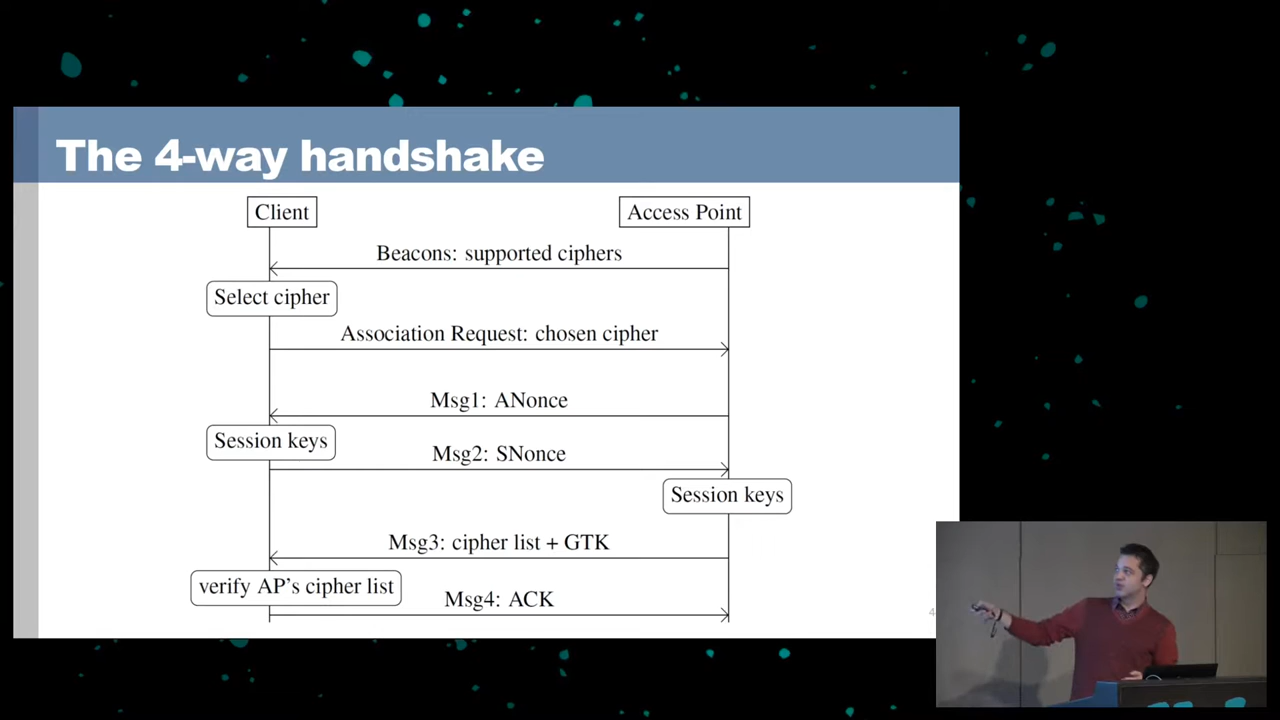 The 4-way handshake
Client
Access Point
Beacons: supported ciphers
Select cipher
Association Request: chosen cipher
Msg1: ANonce
Session keys
Msg2: SNonce
Session keys
Msg3: cipher list + GTK
verify AP's cipher list
Msg4: ACK